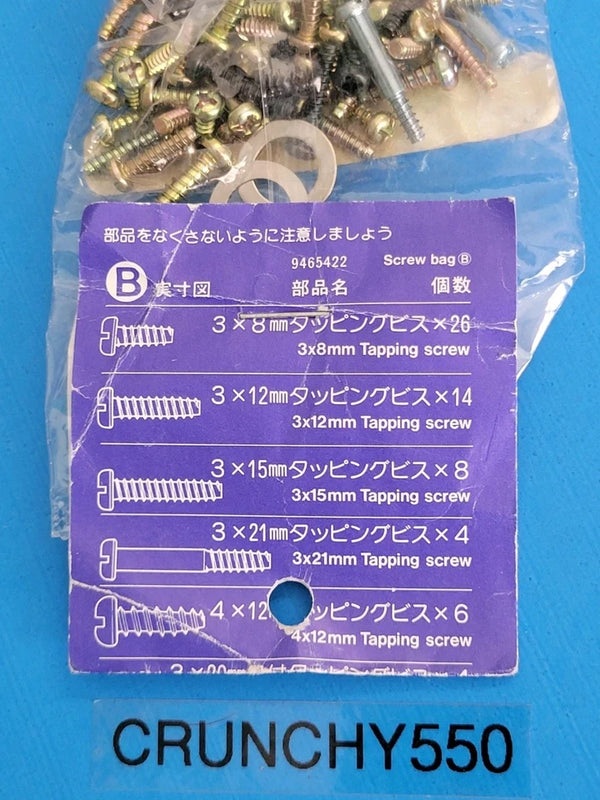 部品をなくさないように注意しましょう
9465422 Screw bag Ⓑ
Ⓑ 実寸図 部品名 個数
3×8mmタッピングビス×26
3x8mm Tapping screw
3×12mmタッピングビス×14
3x12mm Tapping screw
3×15mmタッピングビス×8
3x15mm Tapping screw
3×21mmタッピングビス×4
3x21mm Tapping screw
4×12 タッピングビス×6
4x12mm Tapping screw
CRUNCHY550